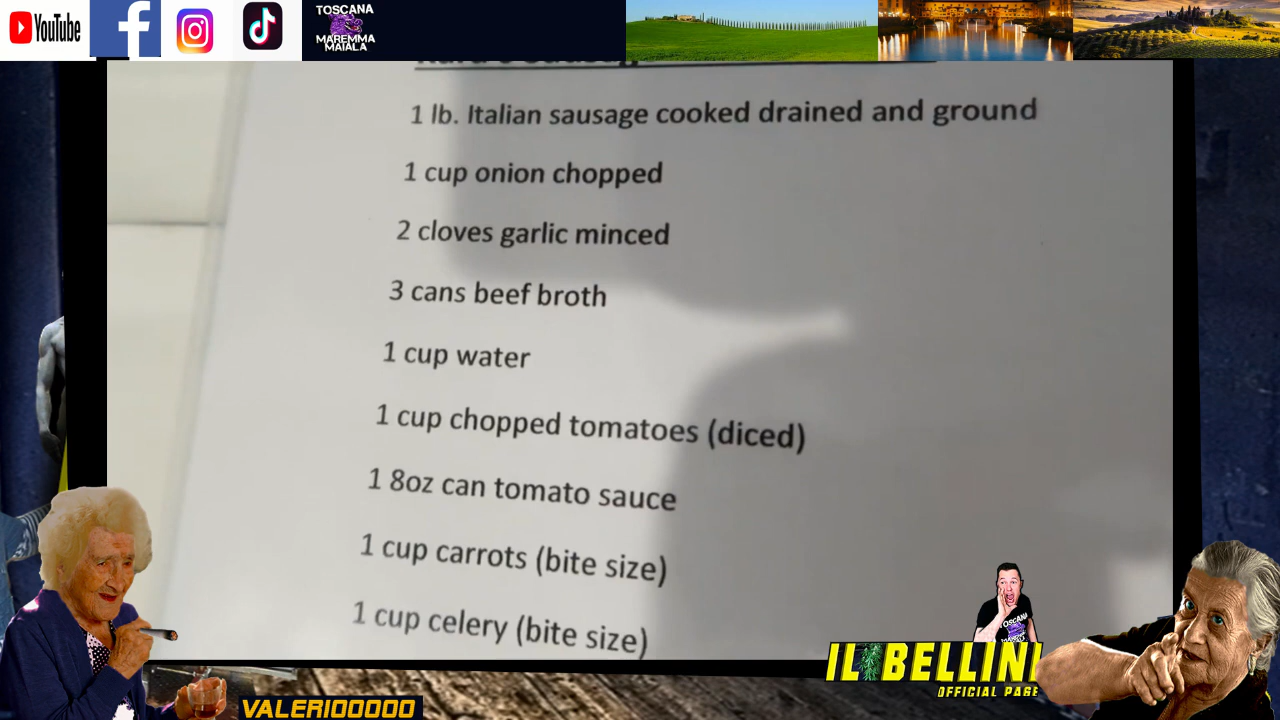 YouTube
TOSCANA
MAREMMA
MAIALA
1 lb. Italian sausage cooked drained and ground
1 cup onion chopped
2 cloves garlic minced
3 cans beef broth
1 cup water
1 cup chopped tomatoes (diced)
1 8oz can tomato sauce
1 cup carrots (bite size)
1 cup celery (bite size)
TOSCANA
IL BELLINI
OFFICIAL PAGE
VALERIOOOOO